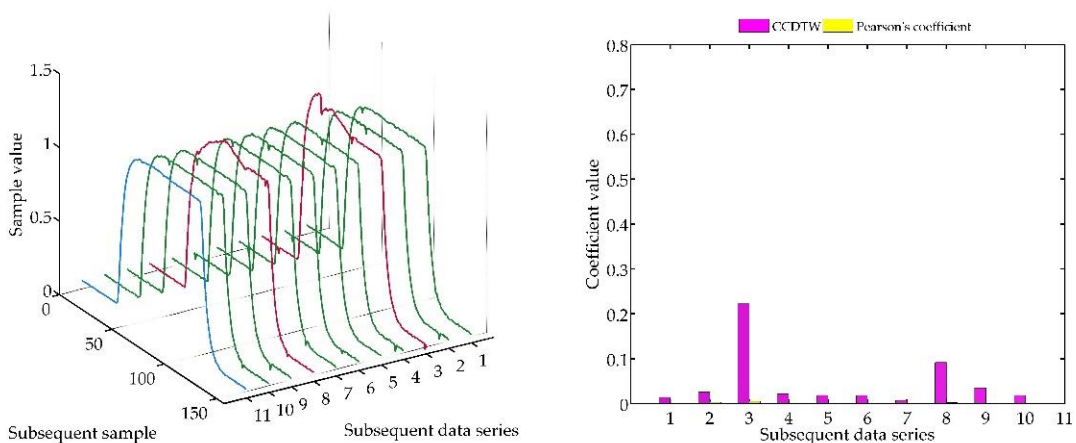 1.5
1
0.5
0
Sample value
0
50
100
150
Subsequent sample
11 10 9 8 7 6 5 4 3 2 1
Subsequent data series
CCDTW Pearson's coefficient
0.8
0.7
0.6
0.5
0.4
0.3
0.2
0.1
0
Coefficient value
1 2 3 4 5 6 7 8 9 10 11
Subsequent data series